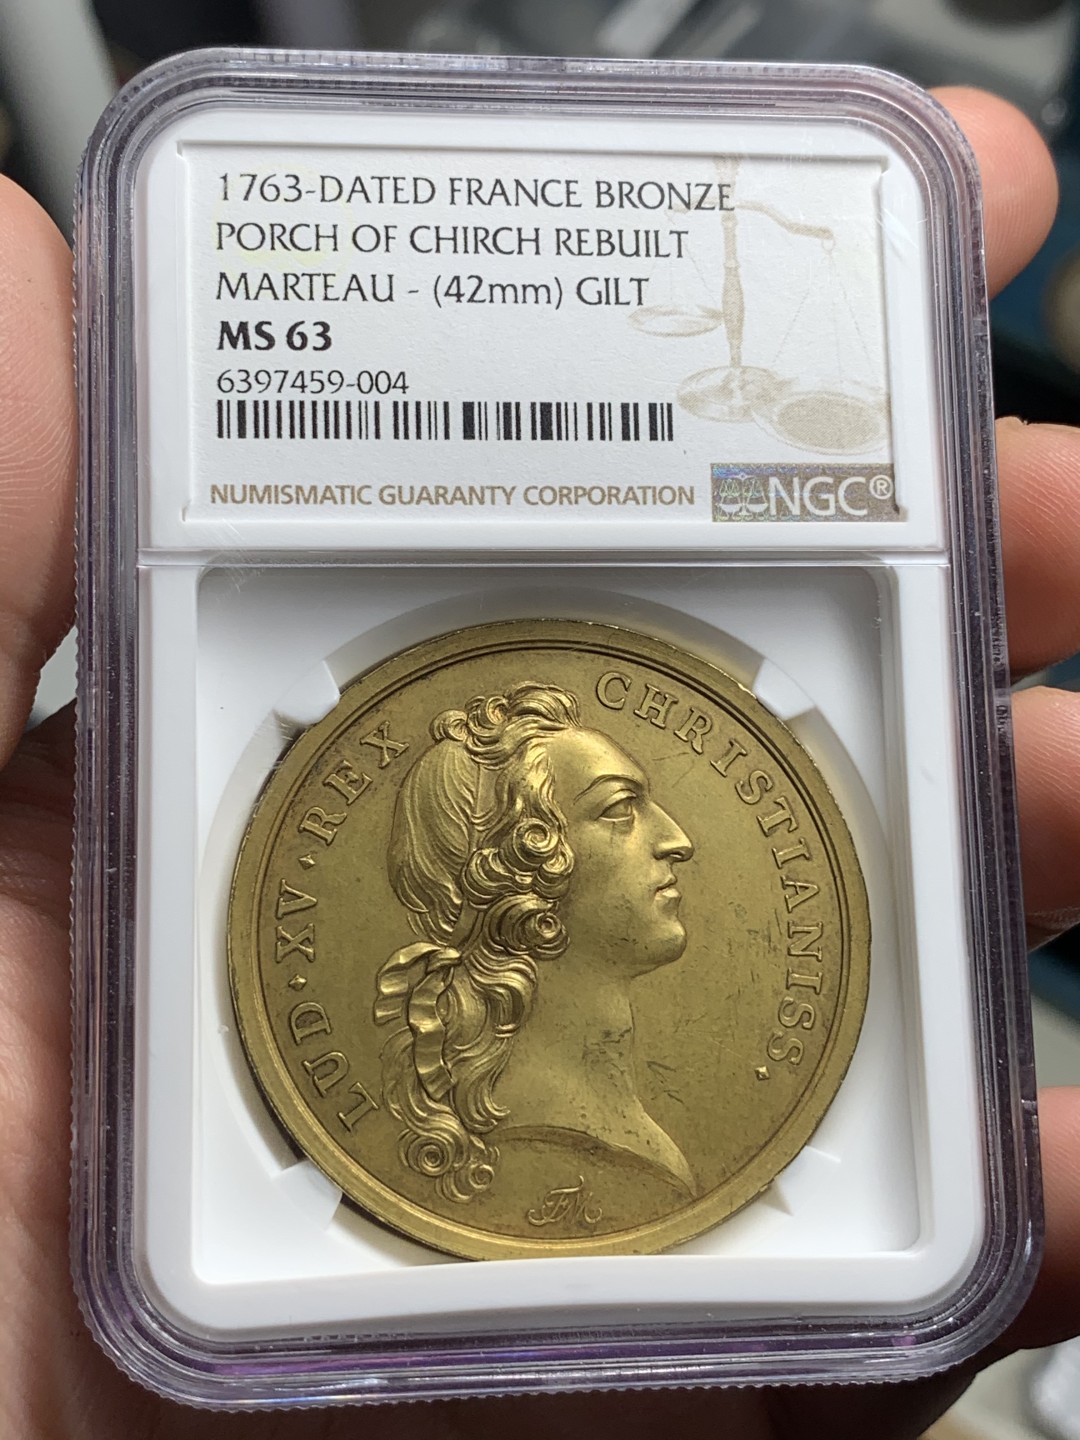 1763-DATED FRANCE BRONZE
PORCH OF CHIRCH REBUILT
MARTEAU - (42mm) GILT
MS 63
6397459-004
NUMISMATIC GUARANTY CORPORATION
NGC®
LUD · XV · REX CHRISTIANISS.
FM